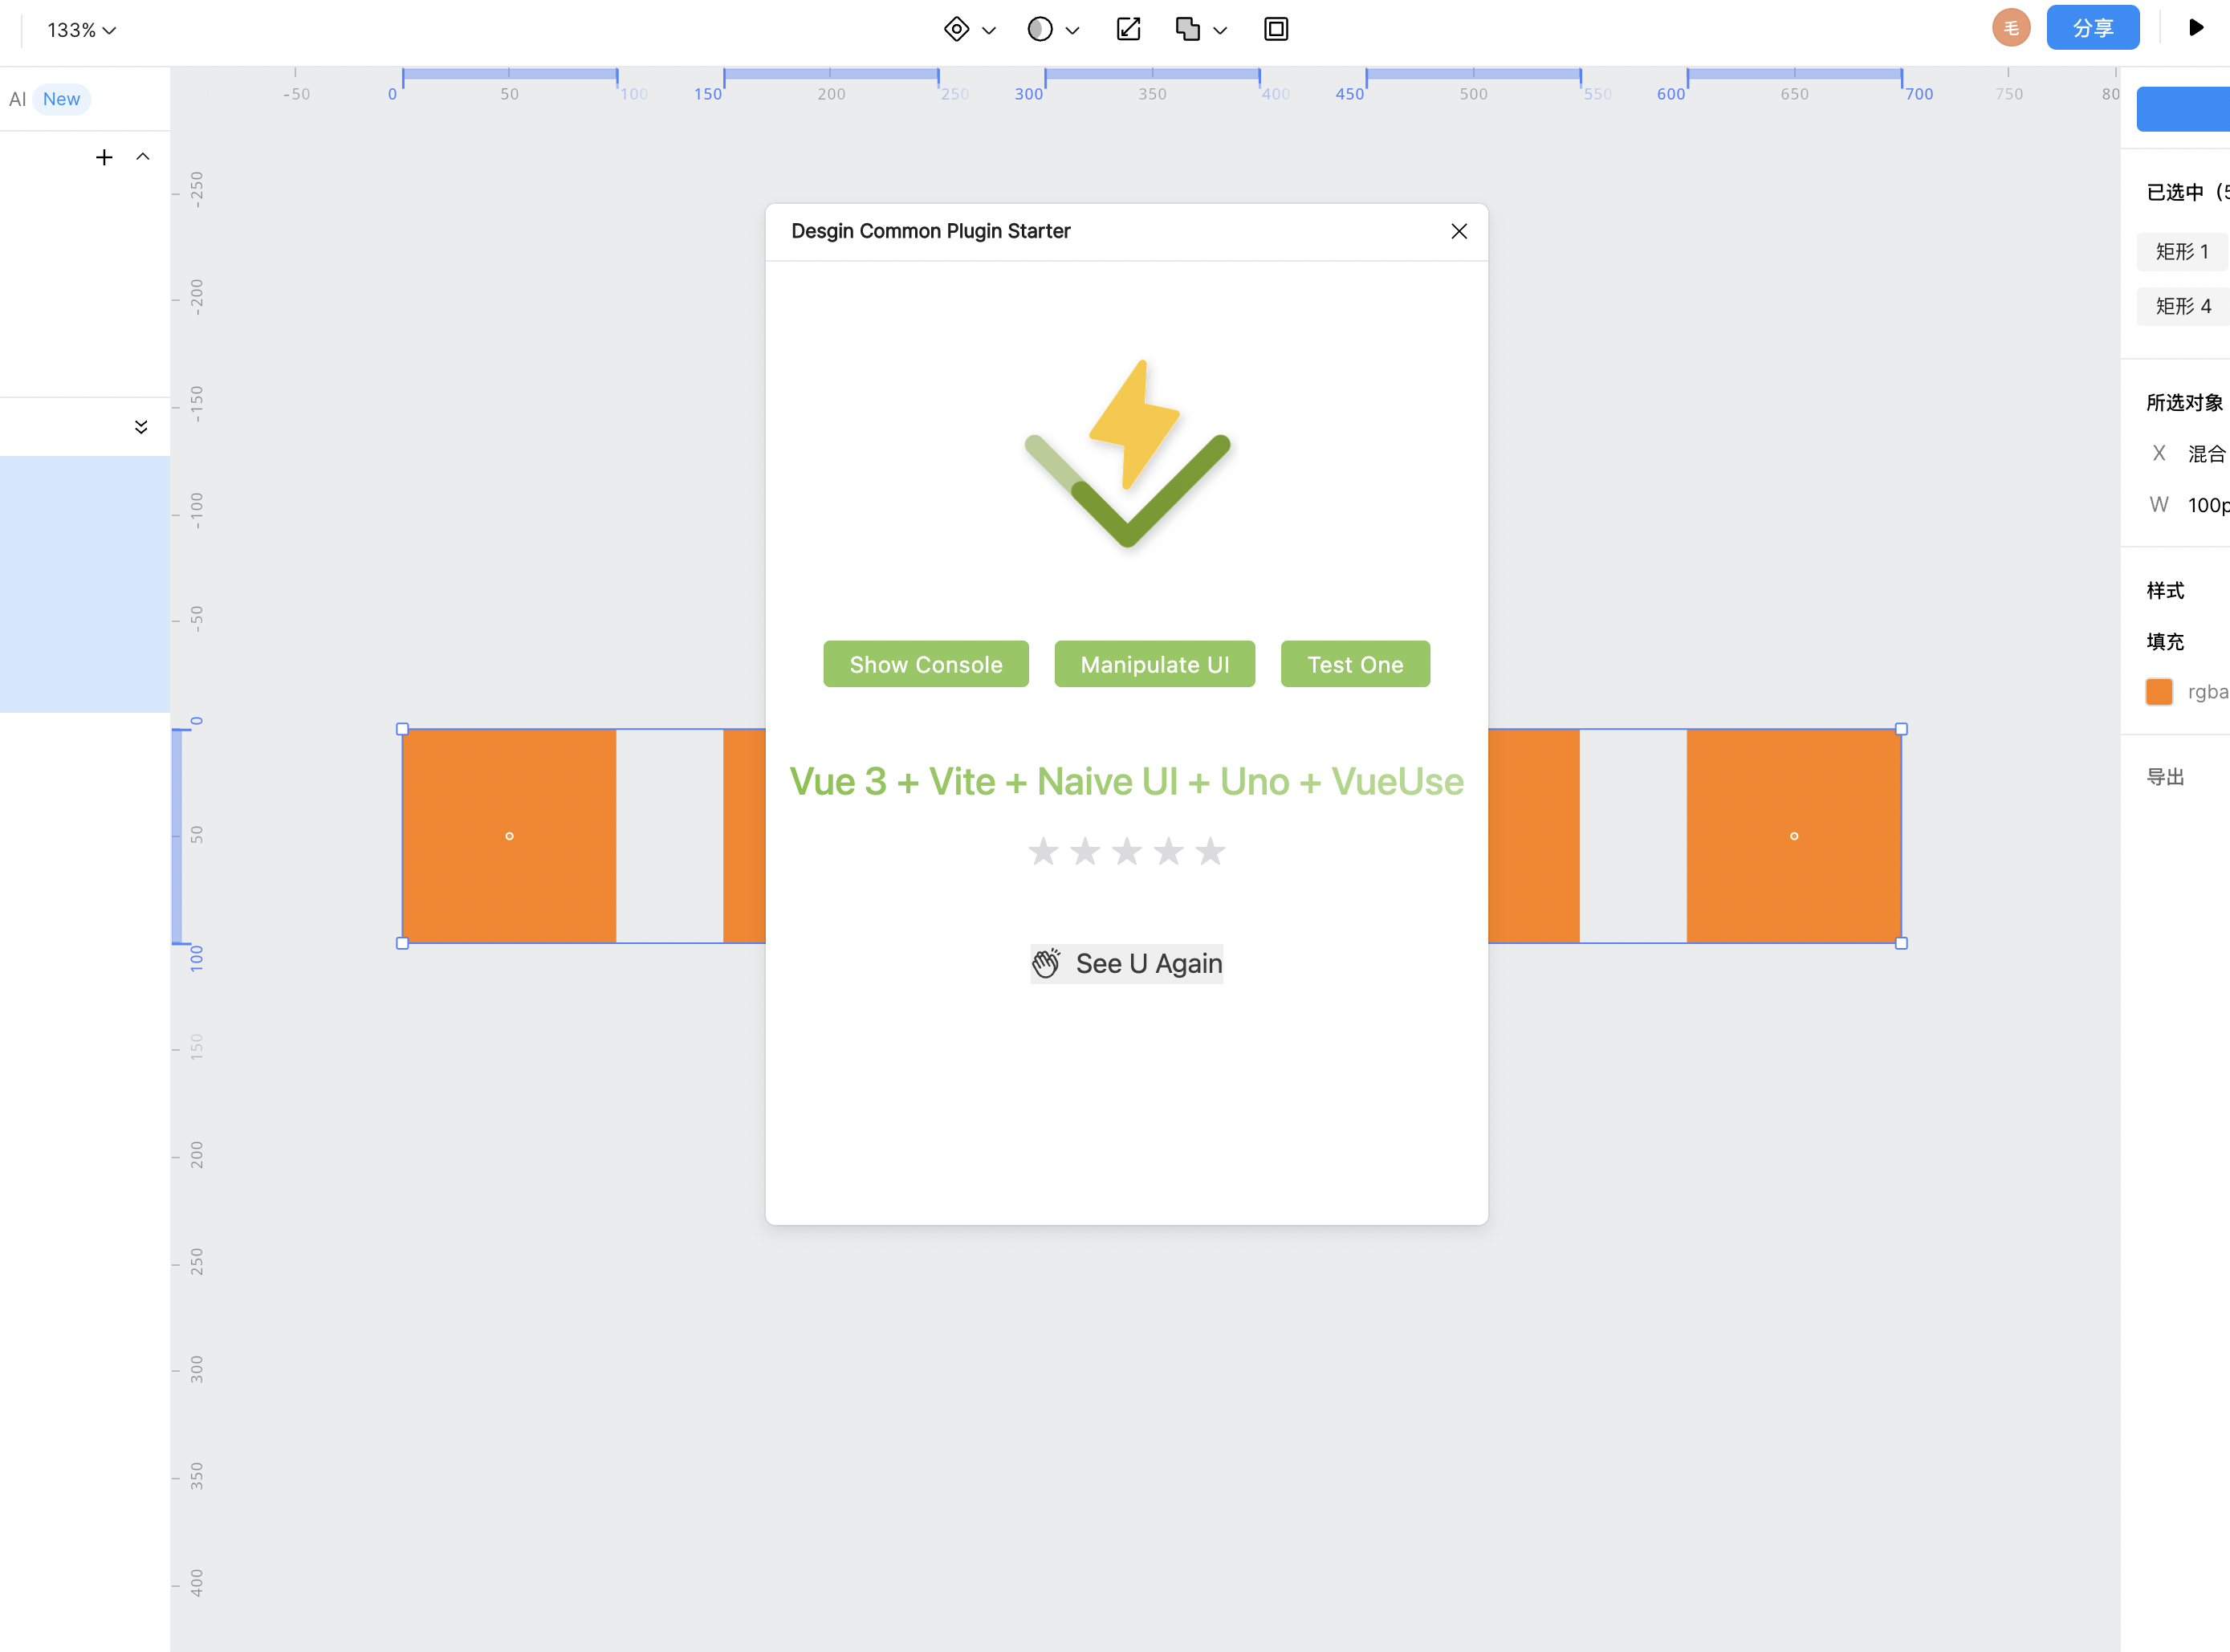 133%
毛
分享
AI New
-50 0 50 100 150 200 250 300 350 400 450 500 550 600 650 700 750 80
-250
-200
-150
-100
-50
0
50
100
150
200
250
300
350
400
Desgin Common Plugin Starter
Show Console Manipulate UI Test One
Vue 3 + Vite + Naive UI + Uno + VueUse
See U Again
已选中（5
矩形 1
矩形 4
所选对象
X 混合
W 100p
样式
填充
rgba
导出